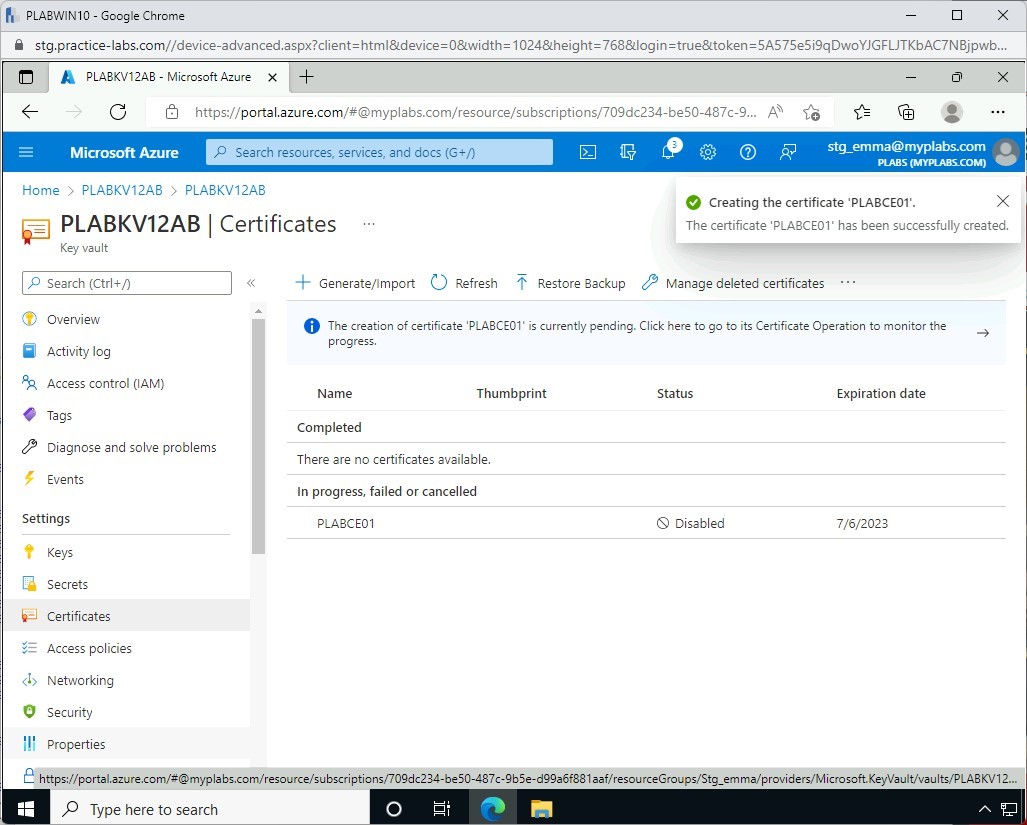 PLABWIN10 - Google Chrome
stg.practice-labs.com//device-advanced.aspx?client=html&device=0&width=1024&height=768&login=true&token=5A575e5i9qDwoYJGFLJTKbAC7NBjpwb...
PLABKV12AB - Microsoft Azure
https://portal.azure.com/#@myplabs.com/resource/subscriptions/709dc234-be50-487c-9...
Microsoft Azure
Search resources, services, and docs (G+/)
3
stg_emma@myplabs.com
PLABS (MYPLABS.COM)
Home > PLABKV12AB > PLABKV12AB
PLABKV12AB | Certificates ...
Key vault
Creating the certificate 'PLABCE01'.
The certificate 'PLABCE01' has been successfully created.
Search (Ctrl+/)
«
Generate/Import
Refresh
Restore Backup
Manage deleted certificates
...
The creation of certificate 'PLABCE01' is currently pending. Click here to go to its Certificate Operation to monitor the
progress.
Overview
Activity log
Access control (IAM)
Tags
Diagnose and solve problems
Events
Settings
Keys
Secrets
Certificates
Access policies
Networking
Security
Properties
Name Thumbprint Status Expiration date
Completed
There are no certificates available.
In progress, failed or cancelled
PLABCE01 Disabled 7/6/2023
https://portal.azure.com/#@myplabs.com/resource/subscriptions/709dc234-be50-487c-9b5e-d99a6f881aaf/resourceGroups/Stg_emma/providers/Microsoft.KeyVault/vaults/PLABKV12...
Type here to search